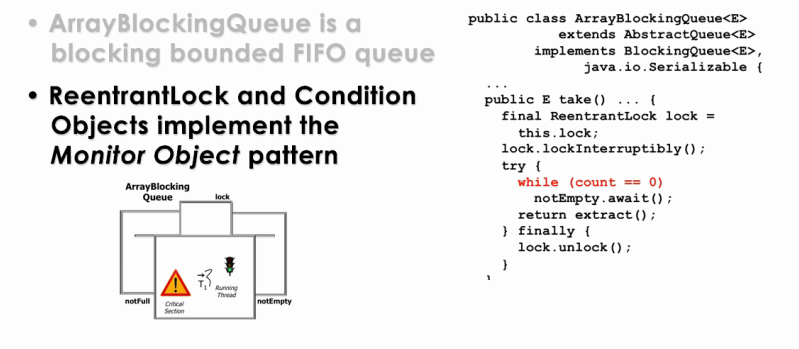 • ArrayBlockingQueue is a
blocking bounded FIFO queue
• ReentrantLock and Condition
Objects implement the
Monitor Object pattern
ArrayBlocking
Queue
lock
T1
Running
Thread
notFull
Critical
Section
notEmpty
public class ArrayBlockingQueue<E>
extends AbstractQueue<E>
implements BlockingQueue<E>,
java.io.Serializable {
...
public E take() ... {
final ReentrantLock lock =
this.lock;
lock.lockInterruptibly();
try {
while (count == 0)
notEmpty.await();
return extract();
} finally {
lock.unlock();
}